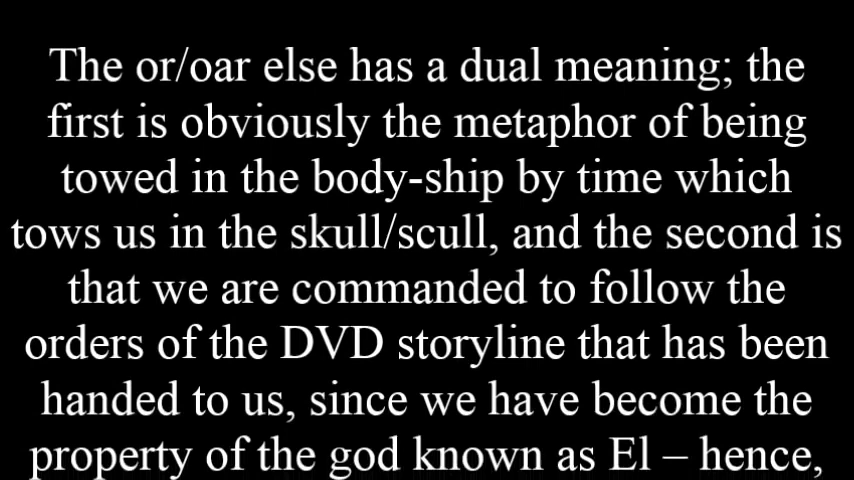 The or/oar else has a dual meaning; the
first is obviously the metaphor of being
towed in the body-ship by time which
tows us in the skull/scull, and the second is
that we are commanded to follow the
orders of the DVD storyline that has been
handed to us, since we have become the
property of the god known as El – hence,